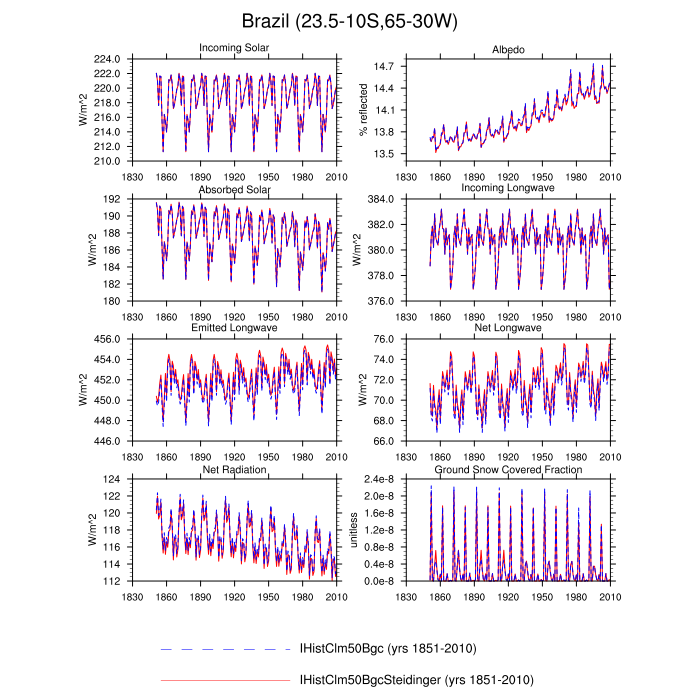 Brazil (23.5-10S,65-30W)
Incoming Solar
W/m^2
224.0
222.0
220.0
218.0
216.0
214.0
212.0
210.0
1830 1860 1890 1920 1950 1980 2010
Albedo
% reflected
14.7
14.4
14.1
13.8
13.5
1830 1860 1890 1920 1950 1980 2010
Absorbed Solar
W/m^2
192
190
188
186
184
182
180
1830 1860 1890 1920 1950 1980 2010
Incoming Longwave
W/m^2
384.0
382.0
380.0
378.0
376.0
1830 1860 1890 1920 1950 1980 2010
Emitted Longwave
W/m^2
456.0
454.0
452.0
450.0
448.0
446.0
1830 1860 1890 1920 1950 1980 2010
Net Longwave
W/m^2
76.0
74.0
72.0
70.0
68.0
66.0
1830 1860 1890 1920 1950 1980 2010
Net Radiation
W/m^2
124
122
120
118
116
114
112
1830 1860 1890 1920 1950 1980 2010
Ground Snow Covered Fraction
unitless
2.4e-8
2.0e-8
1.6e-8
1.2e-8
0.8e-8
0.4e-8
0.0e-8
1830 1860 1890 1920 1950 1980 2010
IHistClm50Bgc (yrs 1851-2010)
IHistClm50BgcSteidinger (yrs 1851-2010)